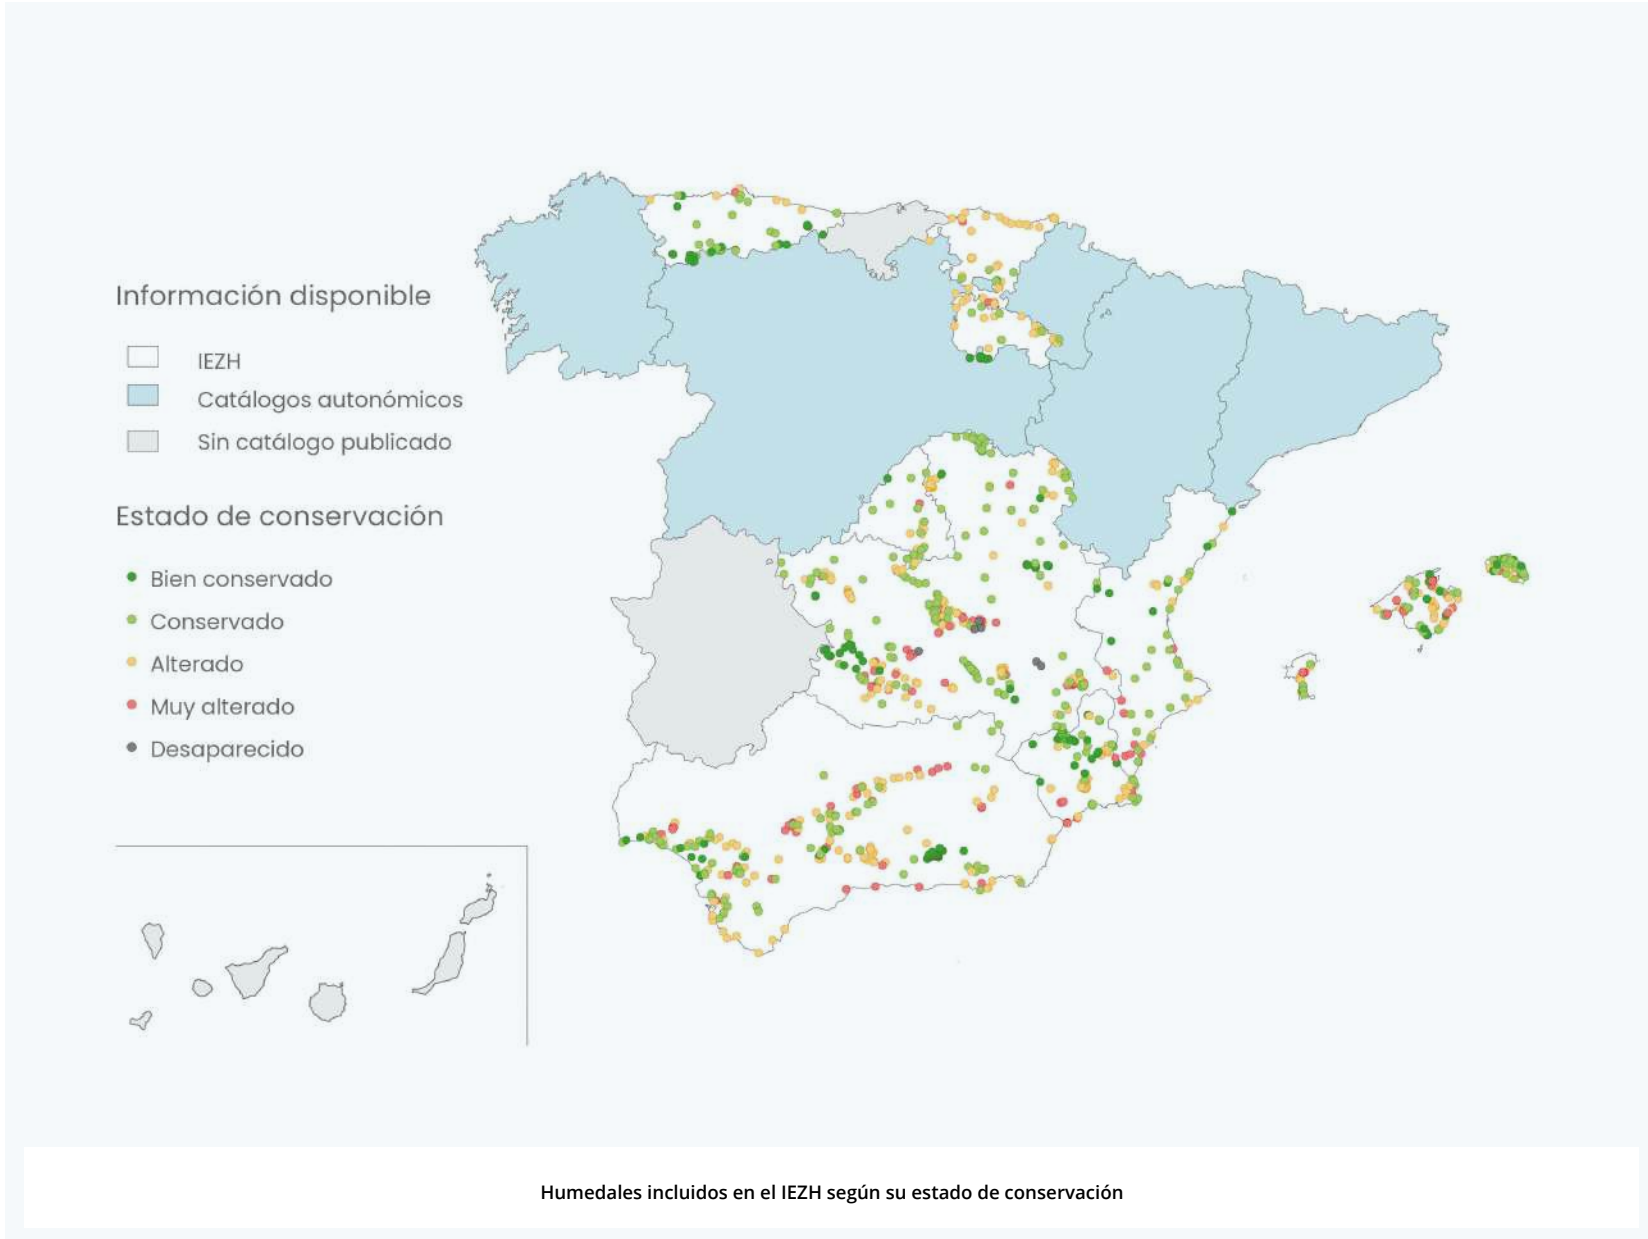 Información disponible
IEZH
Catálogos autonómicos
Sin catálogo publicado
Estado de conservación
Bien conservado
Conservado
Alterado
Muy alterado
Desaparecido
Humedales incluidos en el IEZH según su estado de conservación